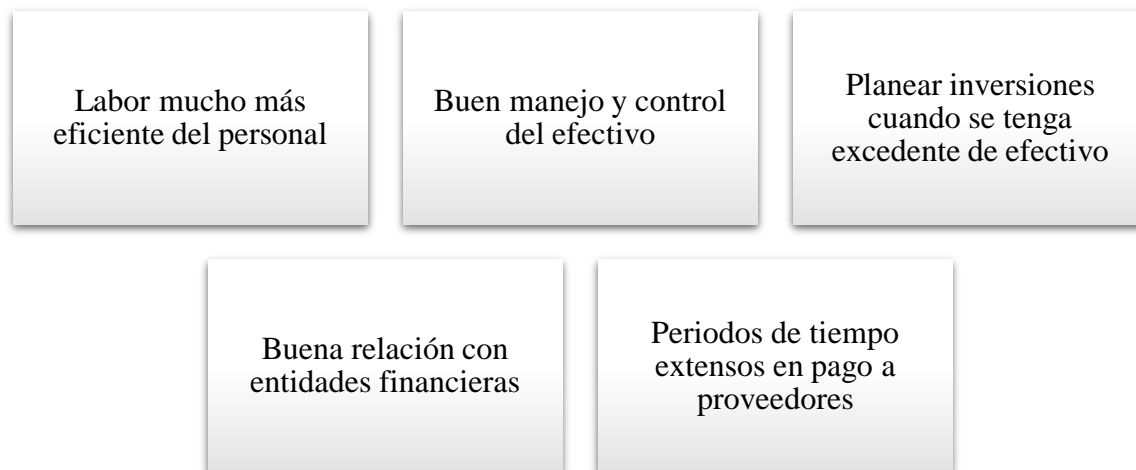 Labor mucho más
eficiente del personal
Buen manejo y control
del efectivo
Planear inversiones
cuando se tenga
excedente de efectivo
Buena relación con
entidades financieras
Periodos de tiempo
extensos en pago a
proveedores